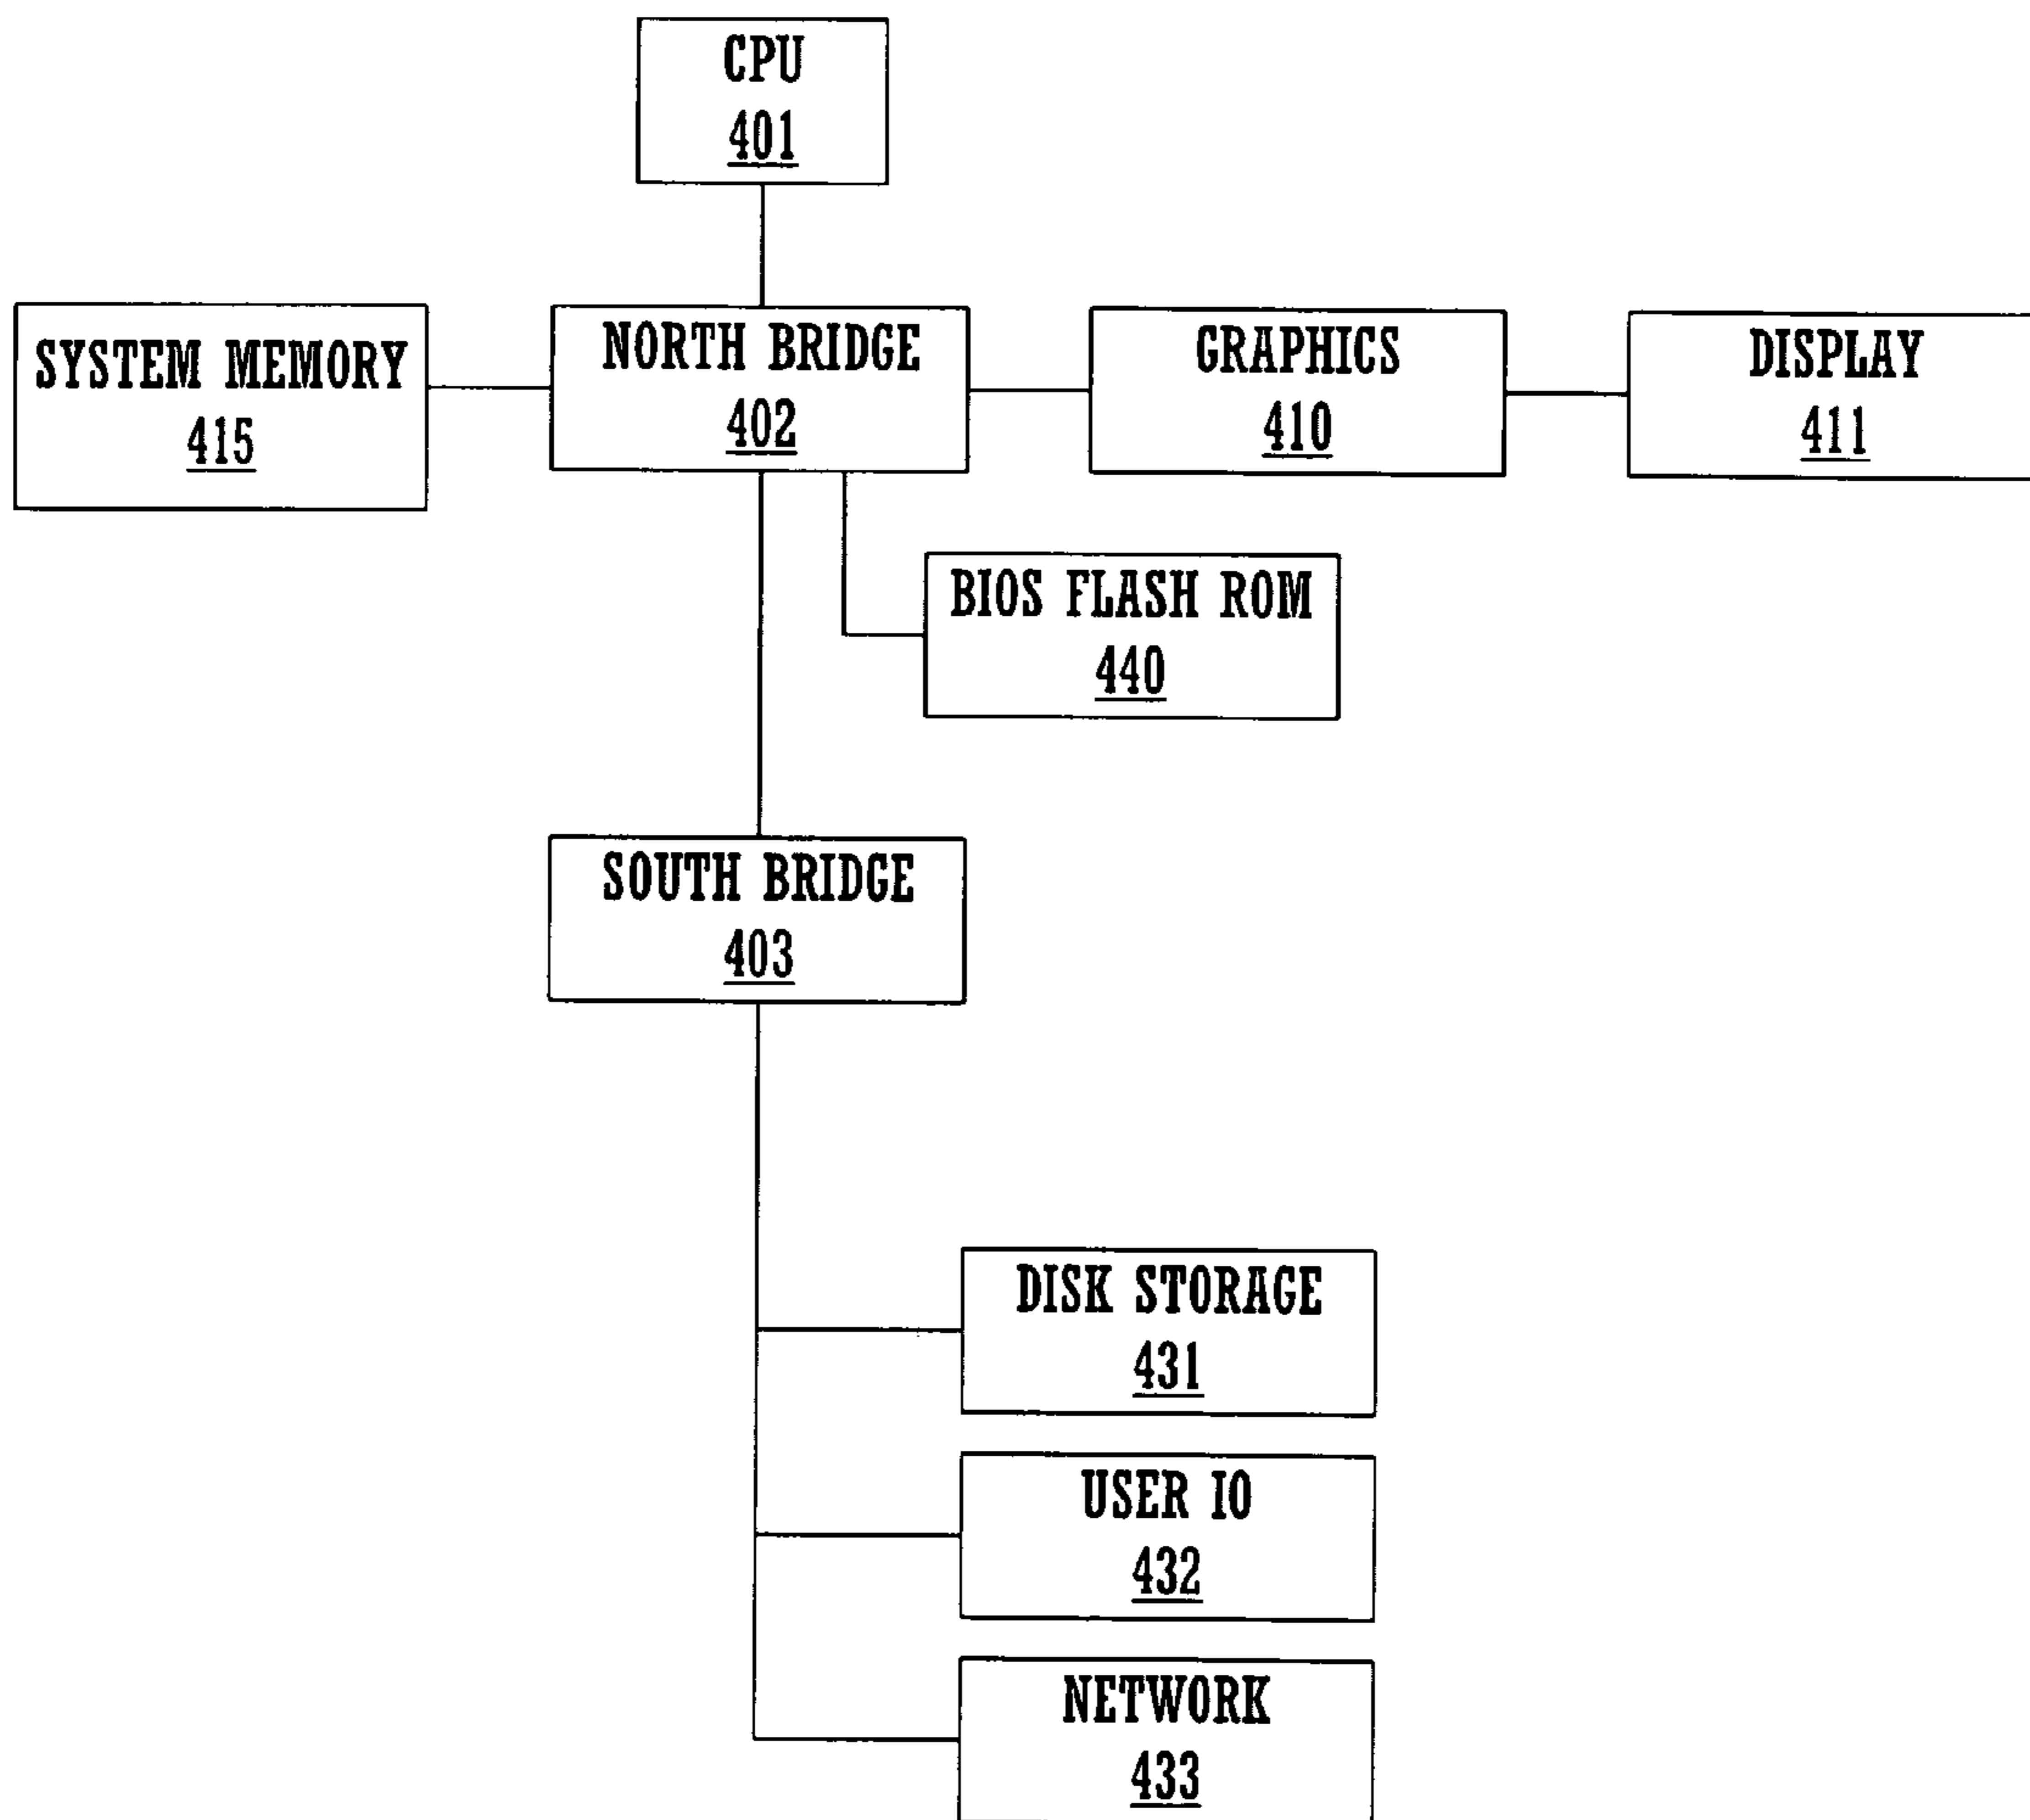 CPU
401
SYSTEM MEMORY
415
NORTH BRIDGE
402
GRAPHICS
410
DISPLAY
411
BIOS FLASH ROM
440
SOUTH BRIDGE
403
DISK STORAGE
431
USER IO
432
NETWORK
433